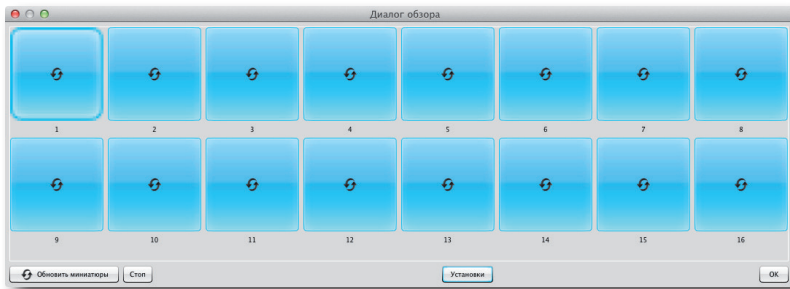 Диалог обзора
1 2 3 4 5 6 7 8
9 10 11 12 13 14 15 16
Обновить миниатюры Стоп Установки OK